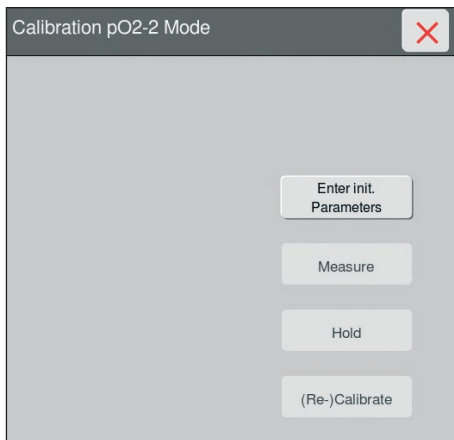 Calibration pO2-2 Mode
Enter init.
Parameters
Measure
Hold
(Re-)Calibrate